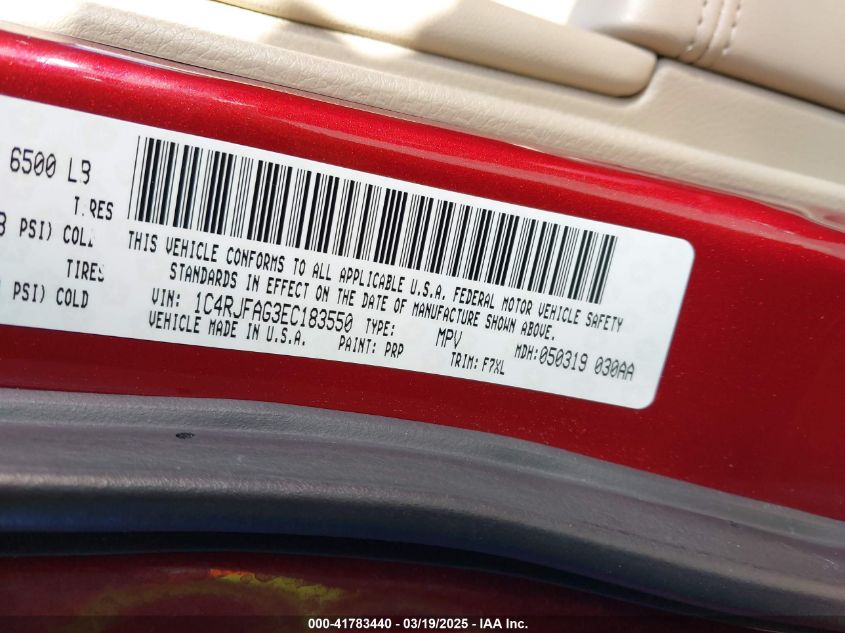 6500 LB
TIRES
PSI) COLD
TIRES
PSI) COLD
THIS VEHICLE CONFORMS TO ALL APPLICABLE U.S.A. FEDERAL MOTOR VEHICLE SAFETY
STANDARDS IN EFFECT ON THE DATE OF MANUFACTURE SHOWN ABOVE.
VIN: 1C4RJFAG3EC183550 TYPE: MPV MDH:050319 030AA
VEHICLE MADE IN U.S.A. PAINT: PRP TRIM: F7XL
000-41783440 - 03/19/2025 - IAA Inc.